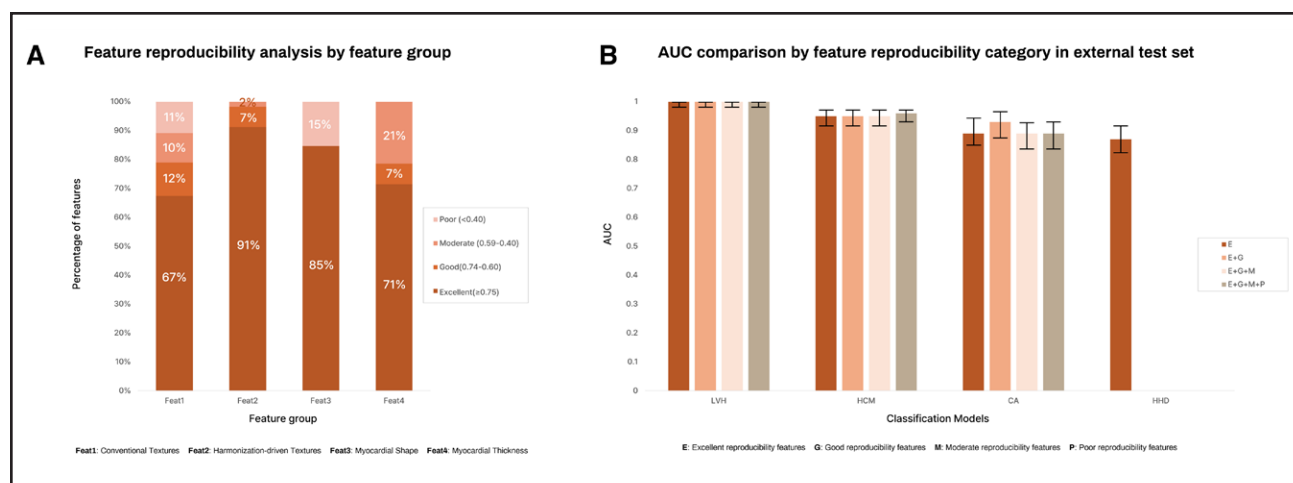 A
Feature reproducibility analysis by feature group
Percentage of features
100%
90%
80%
70%
60%
50%
40%
30%
20%
10%
0%
11%
10%
12%
67%
2%
7%
91%
15%
85%
21%
7%
71%
Feat1
Feat2
Feat3
Feat4
Feature group
Poor (<0.40)
Moderate (0.59-0.40)
Good(0.74-0.60)
Excellent(≥0.75)
Feat1: Conventional Textures Feat2: Harmonization-driven Textures Feat3: Myocardial Shape Feat4: Myocardial Thickness
B
AUC comparison by feature reproducibility category in external test set
AUC
1
0.9
0.8
0.7
0.6
0.5
0.4
0.3
0.2
0.1
0
LVH
HCM
CA
HHD
Classification Models
E
E+G
E+G+M
E+G+M+P
E: Excellent reproducibility features G: Good reproducibility features M: Moderate reproducibility features P: Poor reproducibility features